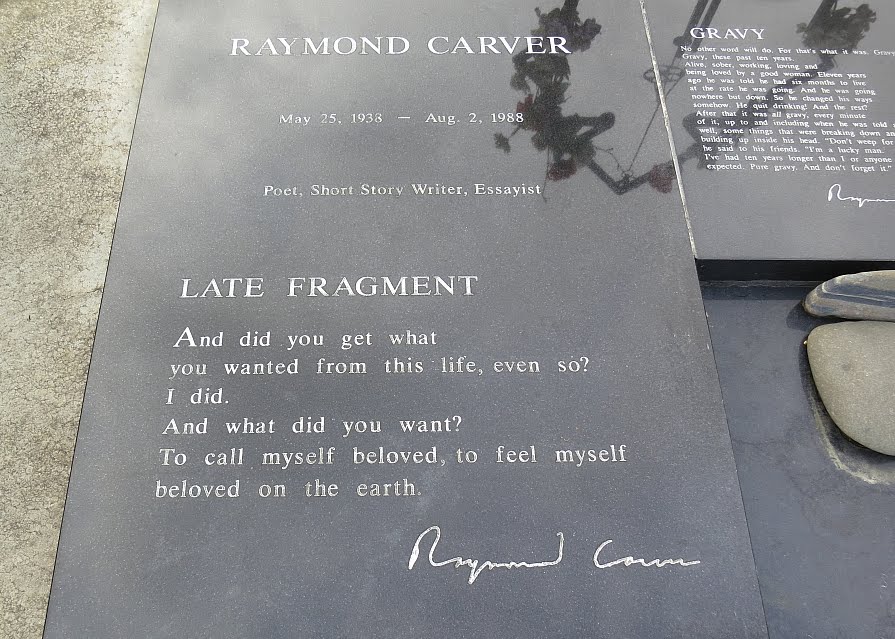 RAYMOND CARVER
May 25, 1938 — Aug. 2, 1988
Poet, Short Story Writer, Essayist
LATE FRAGMENT
And did you get what
you wanted from this life, even so?
I did.
And what did you want?
To call myself beloved, to feel myself
beloved on the earth.
Raymond Carver
GRAVY
No other word will do. For that's what it was. Gravy
Gravy, these past ten years.
Alive, sober, working, loving and
being loved by a good woman. Eleven years
ago he was told he had six months to live
at the rate he was going. And he was going
nowhere but down. So he changed his ways
somehow. He quit drinking! And the rest?
After that it was all gravy, every minute
of it, up to and including when he was told
well, some things that were breaking down an
building up inside his head. "Don't weep for
he said to his friends. "I'm a lucky man.
I've had ten years longer than I or anyone
expected. Pure gravy. And don't forget it."
Raym